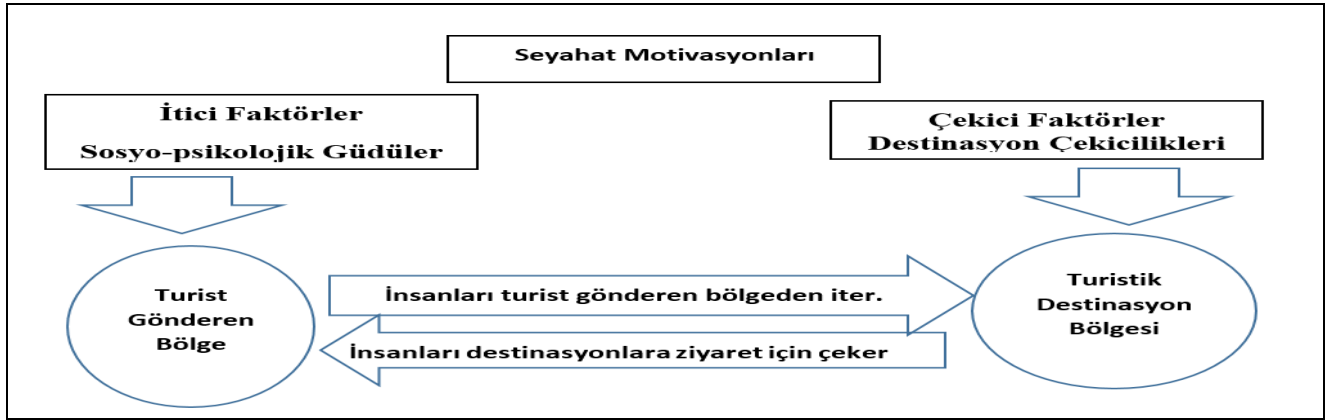 Seyahat Motivasyonları
İtici Faktörler
Sosyo-psikolojik Güdüler
Çekici Faktörler
Destinasyon Çekicilikleri
Turist
Gönderen
Bölge
İnsanları turist gönderen bölgeden iter.
İnsanları destinasyonlara ziyaret için çeker
Turistik
Destinasyon
Bölgesi